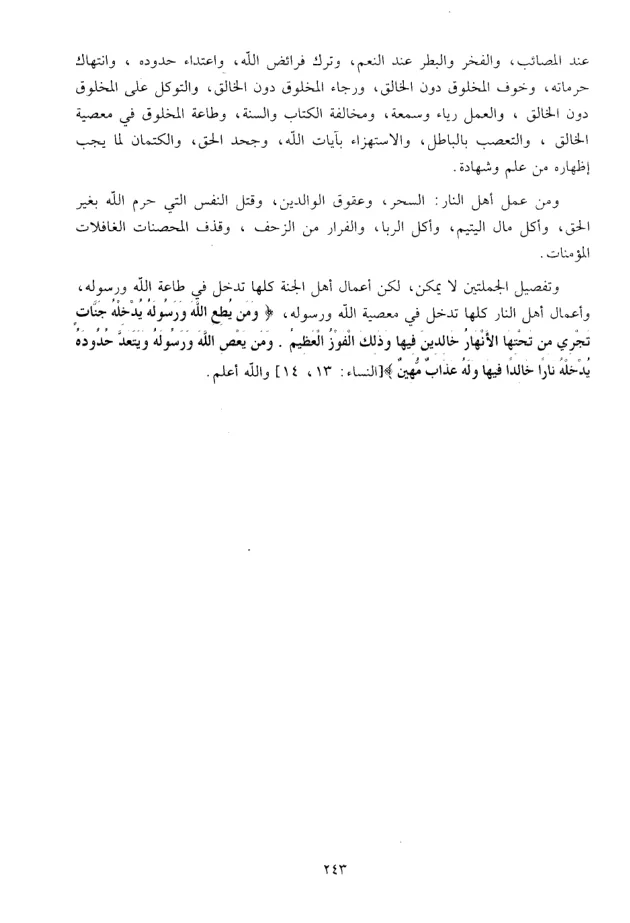 عند المصائب، والفخر والبطر عند النعم، وترك فرائض الله، واعتداء حدوده ، وانتهاك
حرماته، وخوف المخلوق دون الخالق، ورجاء المخلوق دون الخالق، والتوكل على المخلوق
دون الخالق ، والعمل رياء وسمعة، ومخالفة الكتاب والسنة، وطاعة المخلوق في معصية
الخالق ، والتعصب بالباطل، والاستهزاء بآيات الله، وجحد الحق، والكتمان لما يجب
إظهاره من علم وشهادة.
ومن عمل أهل النار: السحر، وعقوق الوالدين، وقتل النفس التي حرم الله بغير
الحق، وأكل مال اليتيم، وأكل الربا، والفرار من الزحف ، وقذف المحصنات الغافلات
المؤمنات.
وتفصيل الجملتين لا يمكن، لكن أعمال أهل الجنة كلها تدخل في طاعة الله ورسوله،
وأعمال أهل النار كلها تدخل في معصية الله ورسوله، ﴿ وَمَن يُطِعِ اللَّهَ وَرَسُولَهُ يُدْخِلْهُ جَنَّاتٍ
تَجْرِي مِن تَحْتِهَا الأَنْهَارُ خَالِدِينَ فِيهَا وَذَلِكَ الْفَوْزُ الْعَظِيمُ . وَمَن يَعْصِ اللَّهَ وَرَسُولَهُ وَيَتَعَدَّ حُدُودَهُ
يُدْخِلْهُ نَارًا خَالِدًا فِيهَا وَلَهُ عَذَابٌ مُّهِينٌ ﴾[النساء: ١٣، ١٤] والله أعلم.
٢٤٣